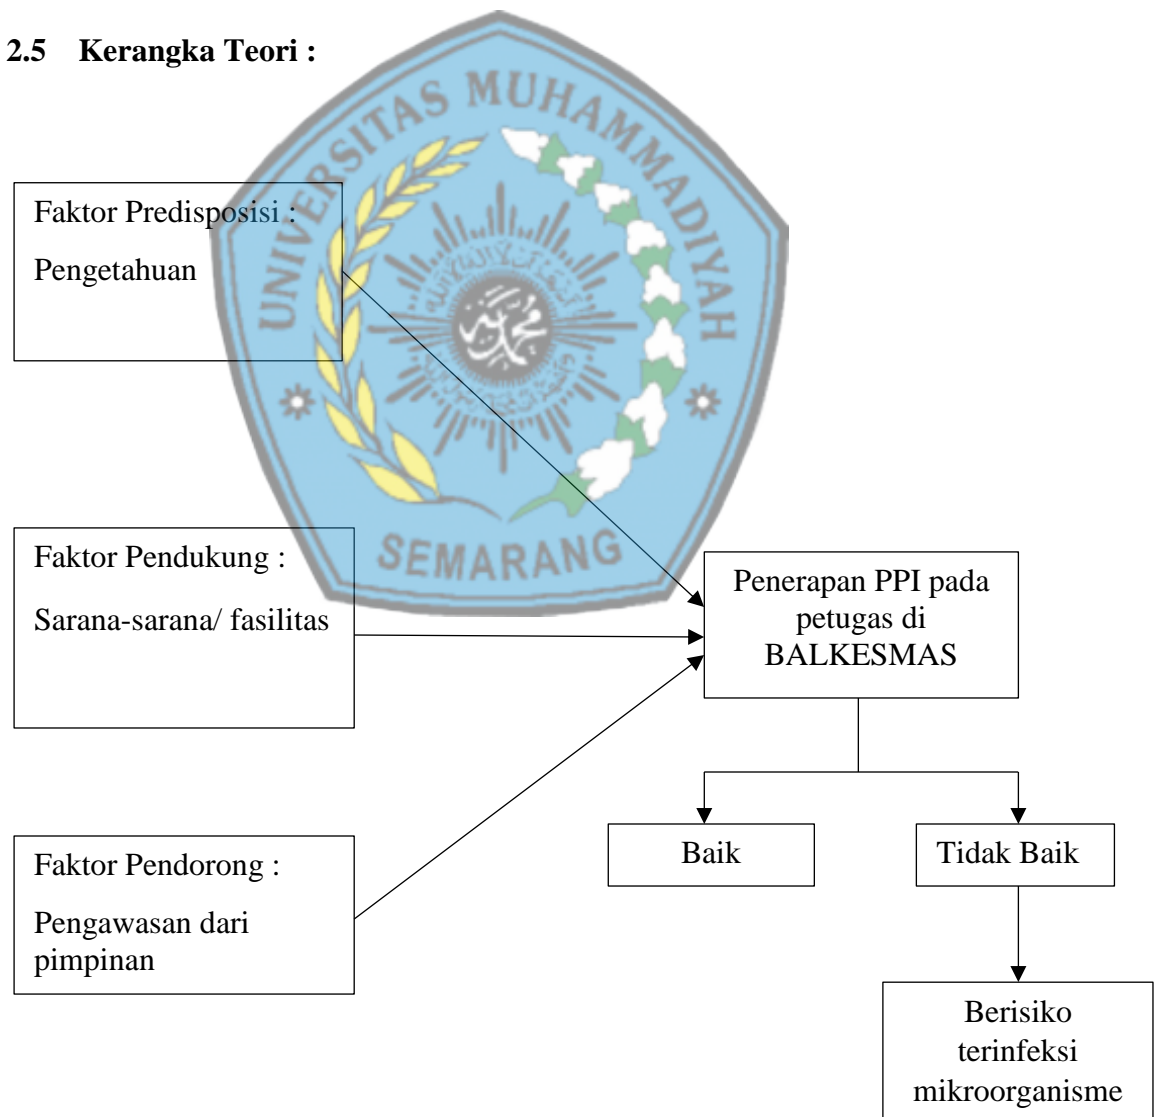 2.5 Kerangka Teori :
UNIVERSITAS MUHAMMADIYAH
SEMARANG
Faktor Predisposisi :
Pengetahuan
Faktor Pendukung :
Sarana-sarana/ fasilitas
Faktor Pendorong :
Pengawasan dari
pimpinan
Penerapan PPI pada
petugas di
BALKESMAS
Baik
Tidak Baik
Berisiko
terinfeksi
mikroorganisme